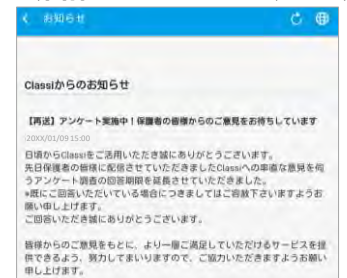 お知らせ
Classiからのお知らせ
【再送】アンケート実施中！保護者の皆様からのご意見をお待ちしています
20XX/01/09 15:00
日頃からClassiをご活用いただき誠にありがとうございます。
先日保護者の皆様に配信させていただきましたClassiへの率直な意見を伺
うアンケート調査の回答期限を延長させていただきました。
*既にご回答いただいている場合につきましてはご容赦下さいますようお
願い申し上げます。
ご回答いただき誠にありがとうございます。
皆様からのご意見をもとに、より一層ご満足していただけるサービスを提
供できるよう、努力してまいりますので、ご協力いただきますようお願い
申し上げます。